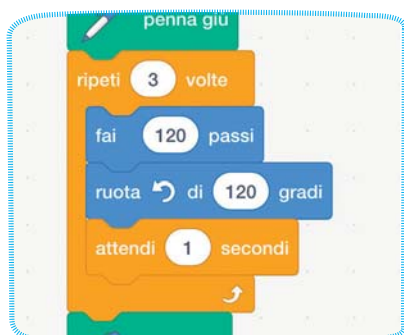 penna giù
ripeti 3 volte
fai 120 passi
ruota di 120 gradi
attendi 1 secondi